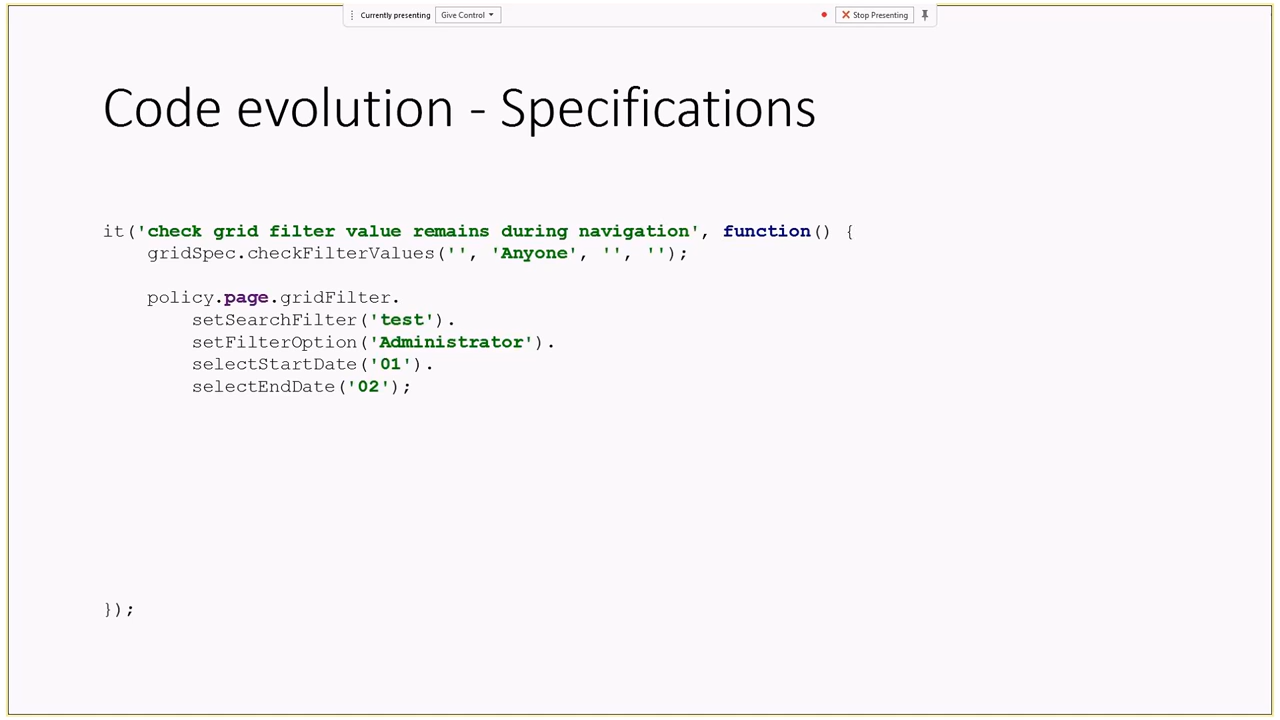 Currently presenting Give Control Stop Presenting
Code evolution - Specifications
it('check grid filter value remains during navigation', function() {
    gridSpec.checkFilterValues('', 'Anyone', '', '');
    policy.page.gridFilter.
        setSearchFilter('test').
        setFilterOption('Administrator').
        selectStartDate('01').
        selectEndDate('02');
});